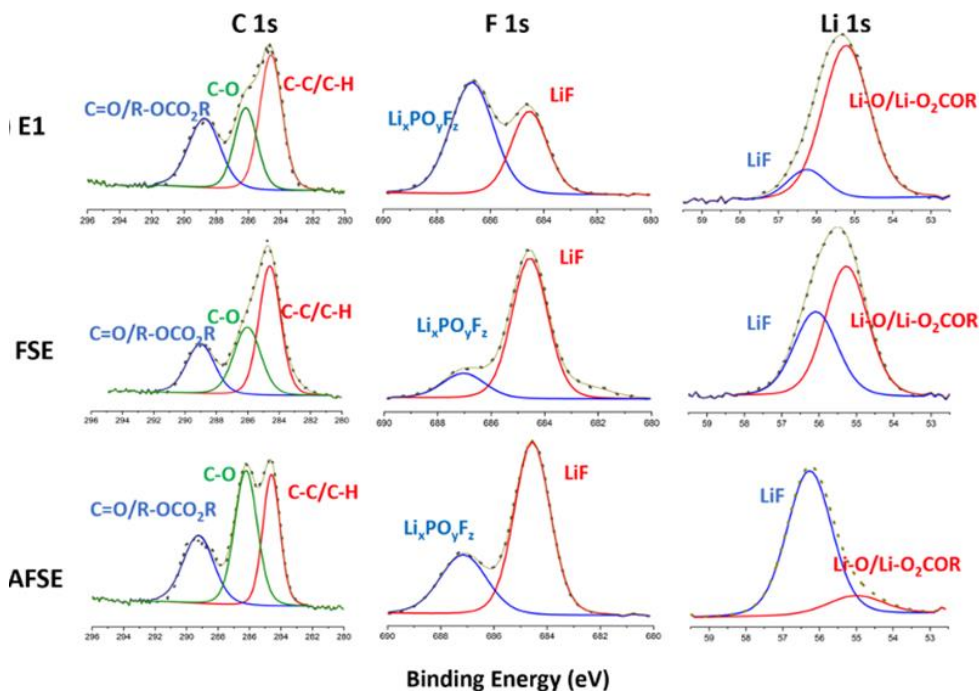 C 1s F 1s Li 1s
) E1
C=O/R-OCO₂R
C-O
C-C/C-H
LiₓPOᵧF_z
LiF
LiF
Li-O/Li-O₂COR
296 294 292 290 288 286 284 282 280
690 688 686 684 682 680
59 58 57 56 55 54 53
FSE
C=O/R-OCO₂R
C-O
C-C/C-H
LiₓPOᵧF_z
LiF
LiF
Li-O/Li-O₂COR
296 294 292 290 288 286 284 282 280
690 688 686 684 682 680
59 58 57 56 55 54 53
AFSE
C=O/R-OCO₂R
C-O
C-C/C-H
LiₓPOᵧF_z
LiF
LiF
Li-O/Li-O₂COR
296 294 292 290 288 286 284 282 280
690 688 686 684 682 680
59 58 57 56 55 54 53
Binding Energy (eV)